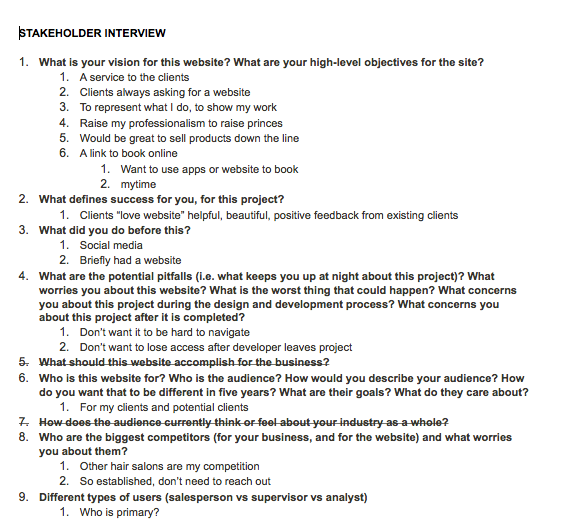 STAKEHOLDER INTERVIEW
1. What is your vision for this website? What are your high-level objectives for the site?
1. A service to the clients
2. Clients always asking for a website
3. To represent what I do, to show my work
4. Raise my professionalism to raise princes
5. Would be great to sell products down the line
6. A link to book online
1. Want to use apps or website to book
2. mytime
2. What defines success for you, for this project?
1. Clients "love website" helpful, beautiful, positive feedback from existing clients
3. What did you do before this?
1. Social media
2. Briefly had a website
4. What are the potential pitfalls (i.e. what keeps you up at night about this project)? What
worries you about this website? What is the worst thing that could happen? What concerns
you about this project during the design and development process? What concerns you
about this project after it is completed?
1. Don't want it to be hard to navigate
2. Don't want to lose access after developer leaves project
5. What should this website accomplish for the business?
6. Who is this website for? Who is the audience? How would you describe your audience? How
do you want that to be different in five years? What are their goals? What do they care about?
1. For my clients and potential clients
7. How does the audience currently think or feel about your industry as a whole?
8. Who are the biggest competitors (for your business, and for the website) and what worries
you about them?
1. Other hair salons are my competition
2. So established, don't need to reach out
9. Different types of users (salesperson vs supervisor vs analyst)
1. Who is primary?